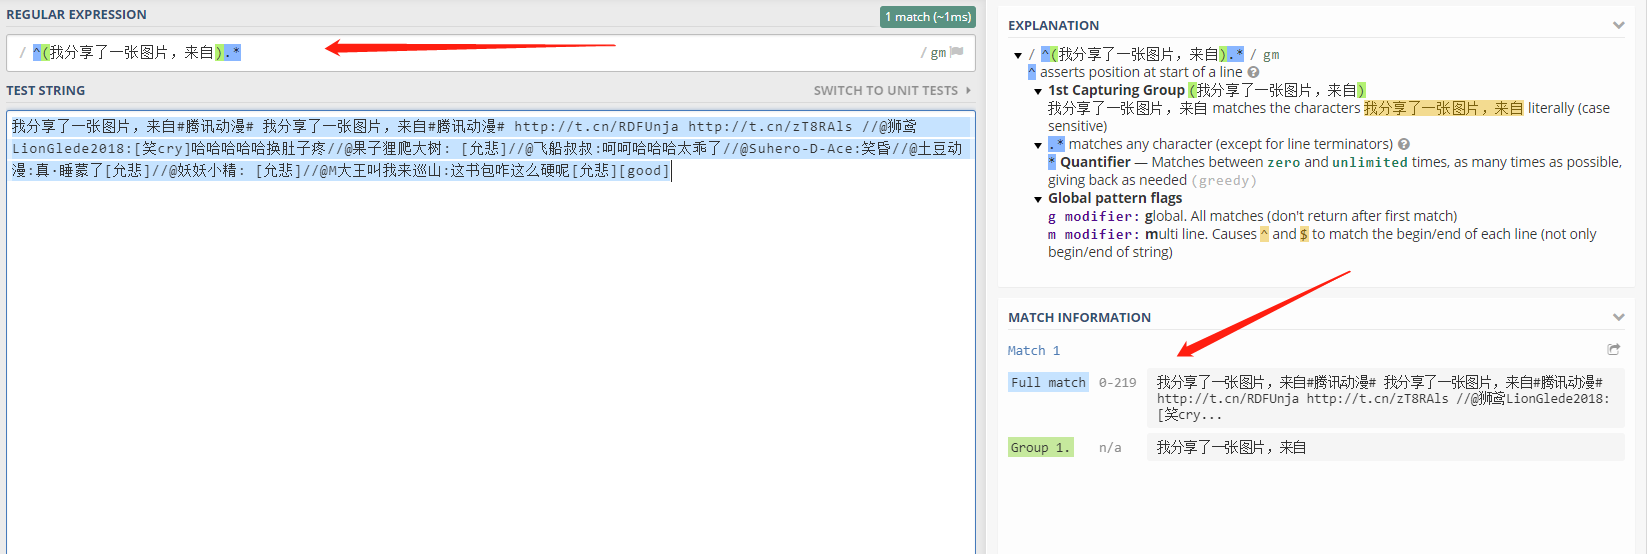 REGULAR EXPRESSION
1 match (~1ms)
/ ^(我分享了一张图片，来自).* / gm
TEST STRING
SWITCH TO UNIT TESTS
我分享了一张图片，来自#腾讯动漫# 我分享了一张图片，来自#腾讯动漫# http://t.cn/RDFUnja http://t.cn/zT8RAls //@狮鸢
LionGlede2018:[笑cry]哈哈哈哈哈换肚子疼//@果子狸爬大树: [允悲]//@飞船叔叔:呵呵哈哈哈太乖了//@Suhero-D-Ace:笑昏//@土豆动
漫:真·睡蒙了[允悲]//@妖妖小精: [允悲]//@M大王叫我来巡山:这书包咋这么硬呢[允悲][good]
EXPLANATION
/ ^(我分享了一张图片，来自).* / gm
^ asserts position at start of a line
1st Capturing Group (我分享了一张图片，来自)
我分享了一张图片，来自 matches the characters 我分享了一张图片，来自 literally (case
sensitive)
.* matches any character (except for line terminators)
* Quantifier — Matches between zero and unlimited times, as many times as possible,
giving back as needed (greedy)
Global pattern flags
g modifier: global. All matches (don't return after first match)
m modifier: multi line. Causes ^ and $ to match the begin/end of each line (not only
begin/end of string)
MATCH INFORMATION
Match 1
Full match 0-219 我分享了一张图片，来自#腾讯动漫# 我分享了一张图片，来自#腾讯动漫#
http://t.cn/RDFUnja http://t.cn/zT8RAls //@狮鸢LionGlede2018:
[笑cry...
Group 1. n/a 我分享了一张图片，来自